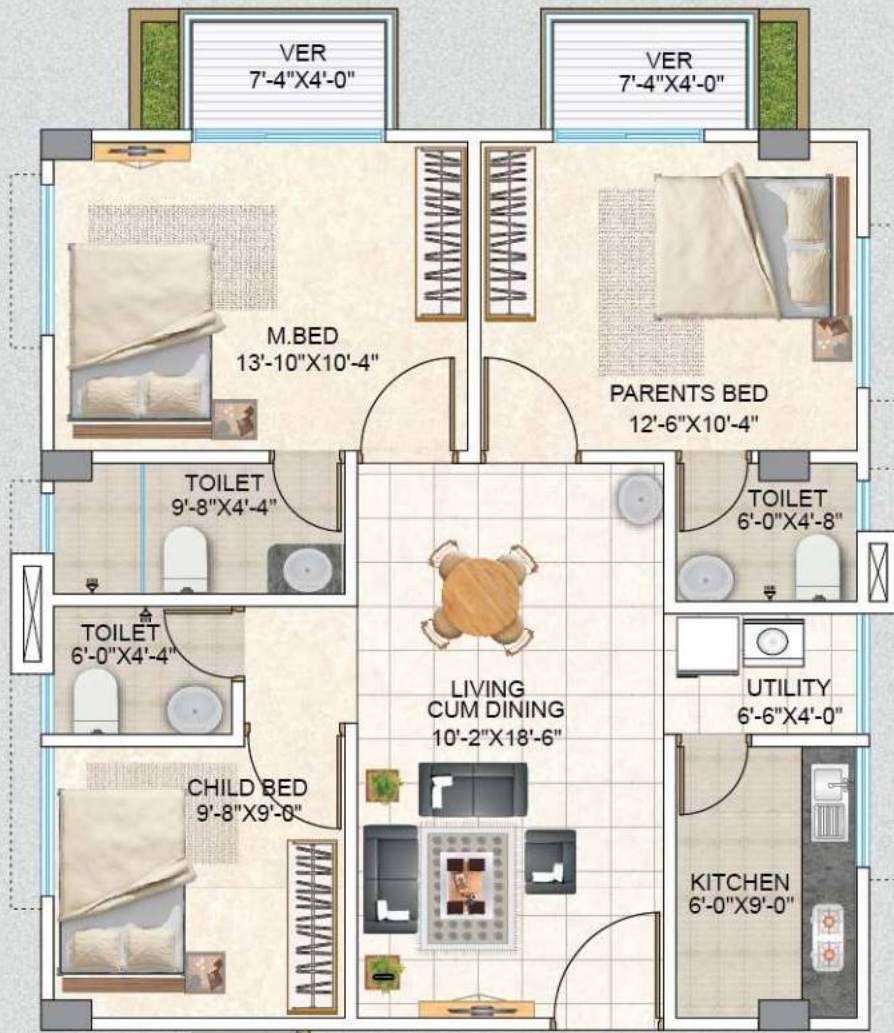 VER
7'-4"X4'-0"
VER
7'-4"X4'-0"
M.BED
13'-10"X10'-4"
PARENTS BED
12'-6"X10'-4"
TOILET
9'-8"X4'-4"
TOILET
6'-0"X4'-8"
TOILET
6'-0"X4'-4"
LIVING
CUM DINING
10'-2"X18'-6"
UTILITY
6'-6"X4'-0"
CHILD BED
9'-8"X9'-0"
KITCHEN
6'-0"X9'-0"